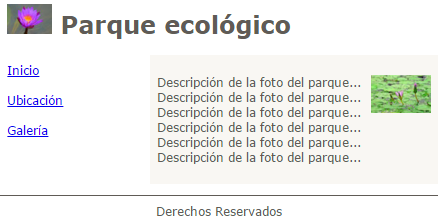 Parque ecológico
Inicio
Ubicación
Galería
Descripción de la foto del parque...
Descripción de la foto del parque...
Descripción de la foto del parque...
Descripción de la foto del parque...
Descripción de la foto del parque...
Descripción de la foto del parque...
Derechos Reservados